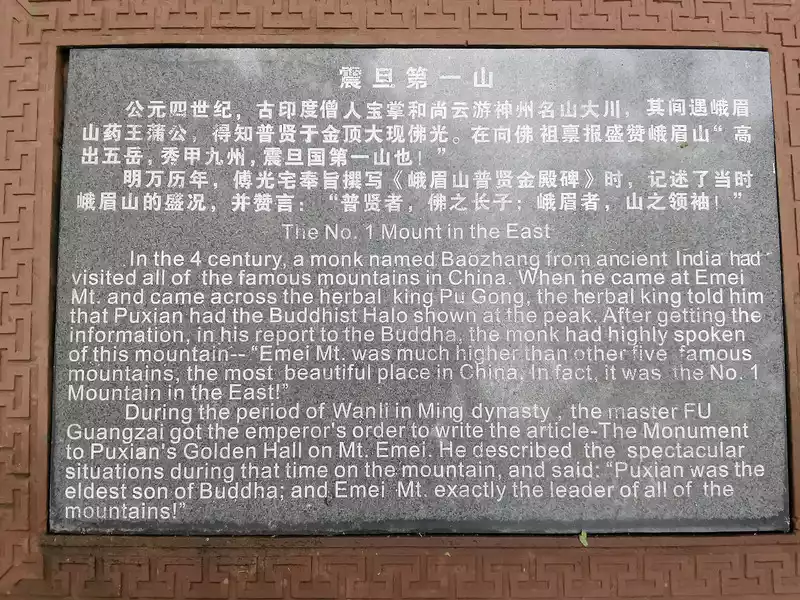 震旦第一山
公元四世纪，古印度僧人宝掌和尚云游神州名山大川，其间遇峨眉
山药王蒲公，得知普贤于金顶大现佛光。在向佛祖禀报盛赞峨眉山“高
出五岳，秀甲九州，震旦国第一山也！”
明万历年，傅光宅奉旨撰写《峨眉山普贤金殿碑》时，记述了当时
峨眉山的盛况，并赞言：“普贤者，佛之长子；峨眉者，山之领袖！”
The No. 1 Mount in the East
In the 4 century, a monk named Baozhang from ancient India had
visited all of the famous mountains in China. When he came at Emei
Mt. and came across the herbal king Pu Gong, the herbal king told him
that Puxian had the Buddhist Halo shown at the peak. After getting the
information, in his report to the Buddha, the monk had highly spoken
of this mountain-- “Emei Mt. was much higher than other five famous
mountains, the most beautiful place in China. In fact, it was the No. 1
Mountain in the East!”
During the period of Wanli in Ming dynasty , the master FU
Guangzai got the emperor's order to write the article-The Monument
to Puxian's Golden Hall on Mt. Emei. He described the spectacular
situations during that time on the mountain, and said: “Puxian was the
eldest son of Buddha; and Emei Mt. exactly the leader of all of the
mountains!”